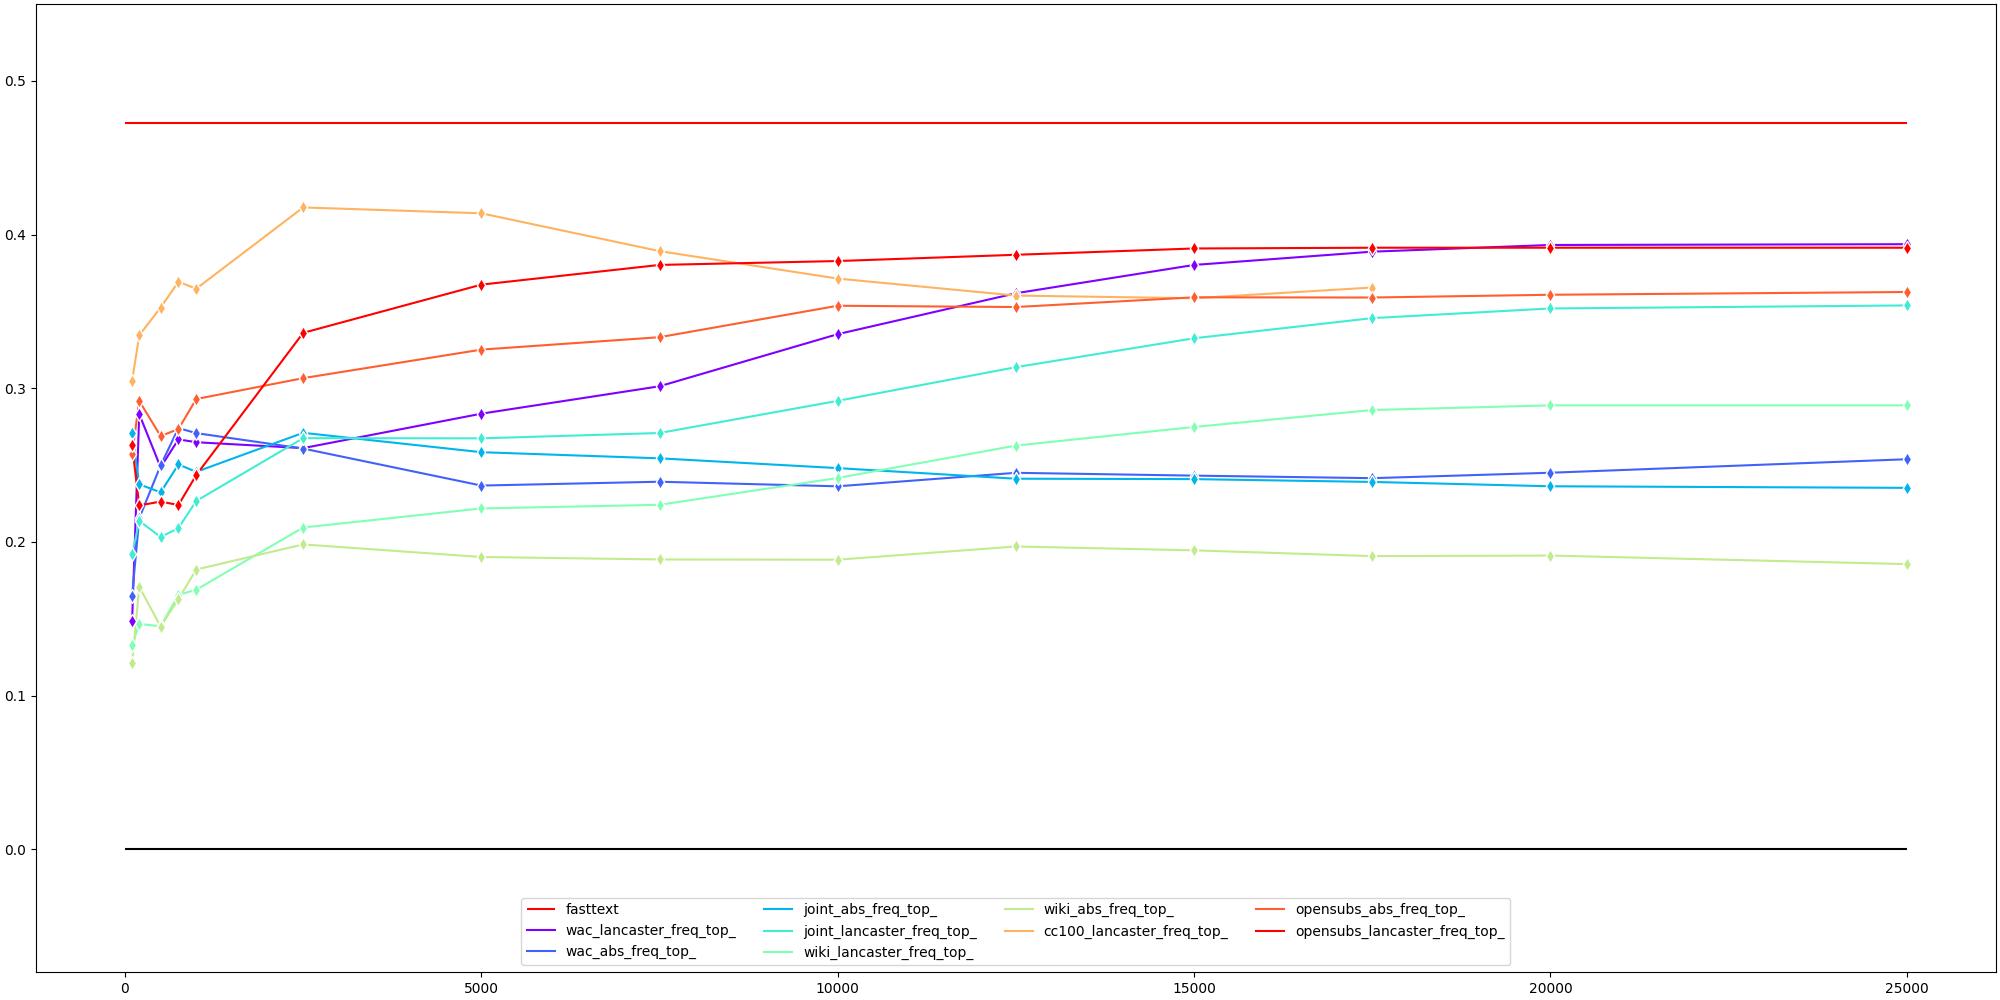 0.5
0.4
0.3
0.2
0.1
0.0
fasttext
wac_lancaster_freq_top_
wac_abs_freq_top_
joint_abs_freq_top_
joint_lancaster_freq_top_
wiki_lancaster_freq_top_
wiki_abs_freq_top_
cc100_lancaster_freq_top_
opensubs_abs_freq_top_
opensubs_lancaster_freq_top_
0 5000 10000 15000 20000 25000